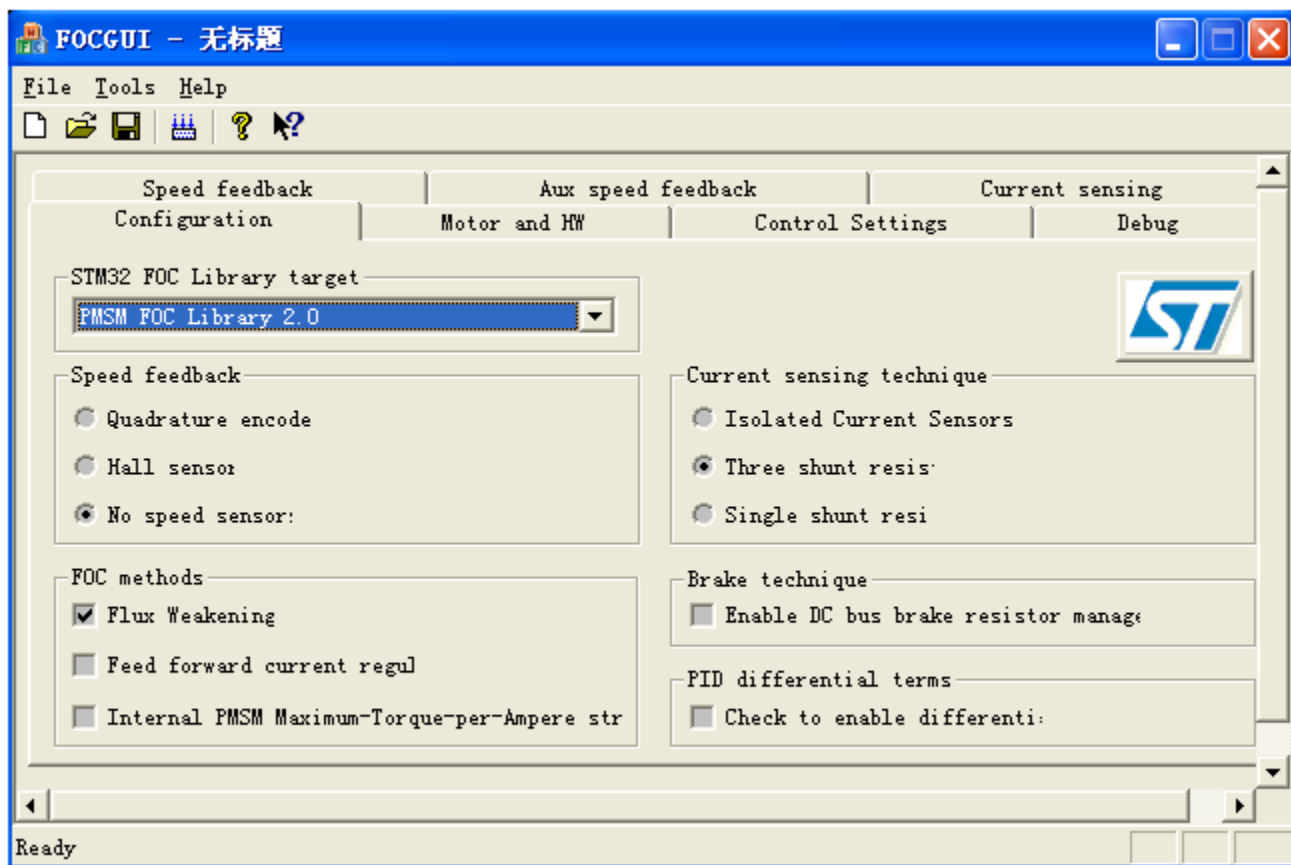 FOCGUI - 无标题
File Tools Help
Speed feedback Aux speed feedback Current sensing
Configuration Motor and HW Control Settings Debug
STM32 FOC Library target
PMSM FOC Library 2.0
ST
Speed feedback
Quadrature encode
Hall sensor
No speed sensor:
Current sensing technique
Isolated Current Sensors
Three shunt resis
Single shunt resi
FOC methods
Flux Weakening
Feed forward current regul
Internal PMSM Maximum-Torque-per-Ampere str
Brake technique
Enable DC bus brake resistor manage
PID differential terms
Check to enable differenti
Ready